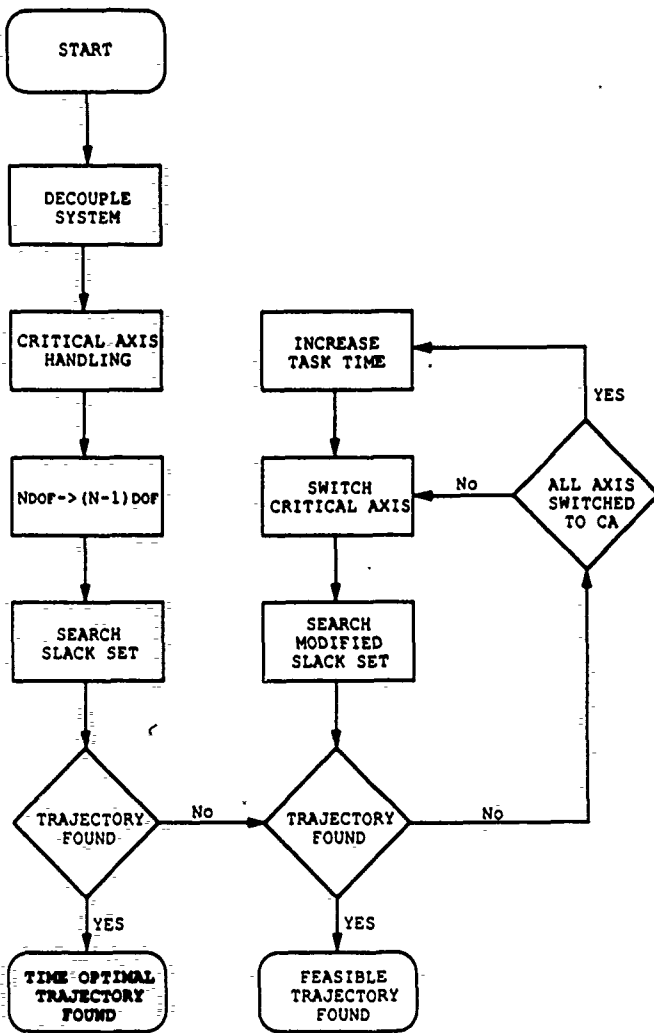 START
DECOUPLE
SYSTEM
CRITICAL AXIS
HANDLING
NDOF->(N-1)DOF
SEARCH
SLACK SET
TRAJECTORY
FOUND
No
YES
TIME OPTIMAL
TRAJECTORY
FOUND
INCREASE
TASK TIME
SWITCH
CRITICAL AXIS
SEARCH
MODIFIED
SLACK SET
TRAJECTORY
FOUND
No
YES
FEASIBLE
TRAJECTORY
FOUND
YES
No
ALL AXIS
SWITCHED
TO CA